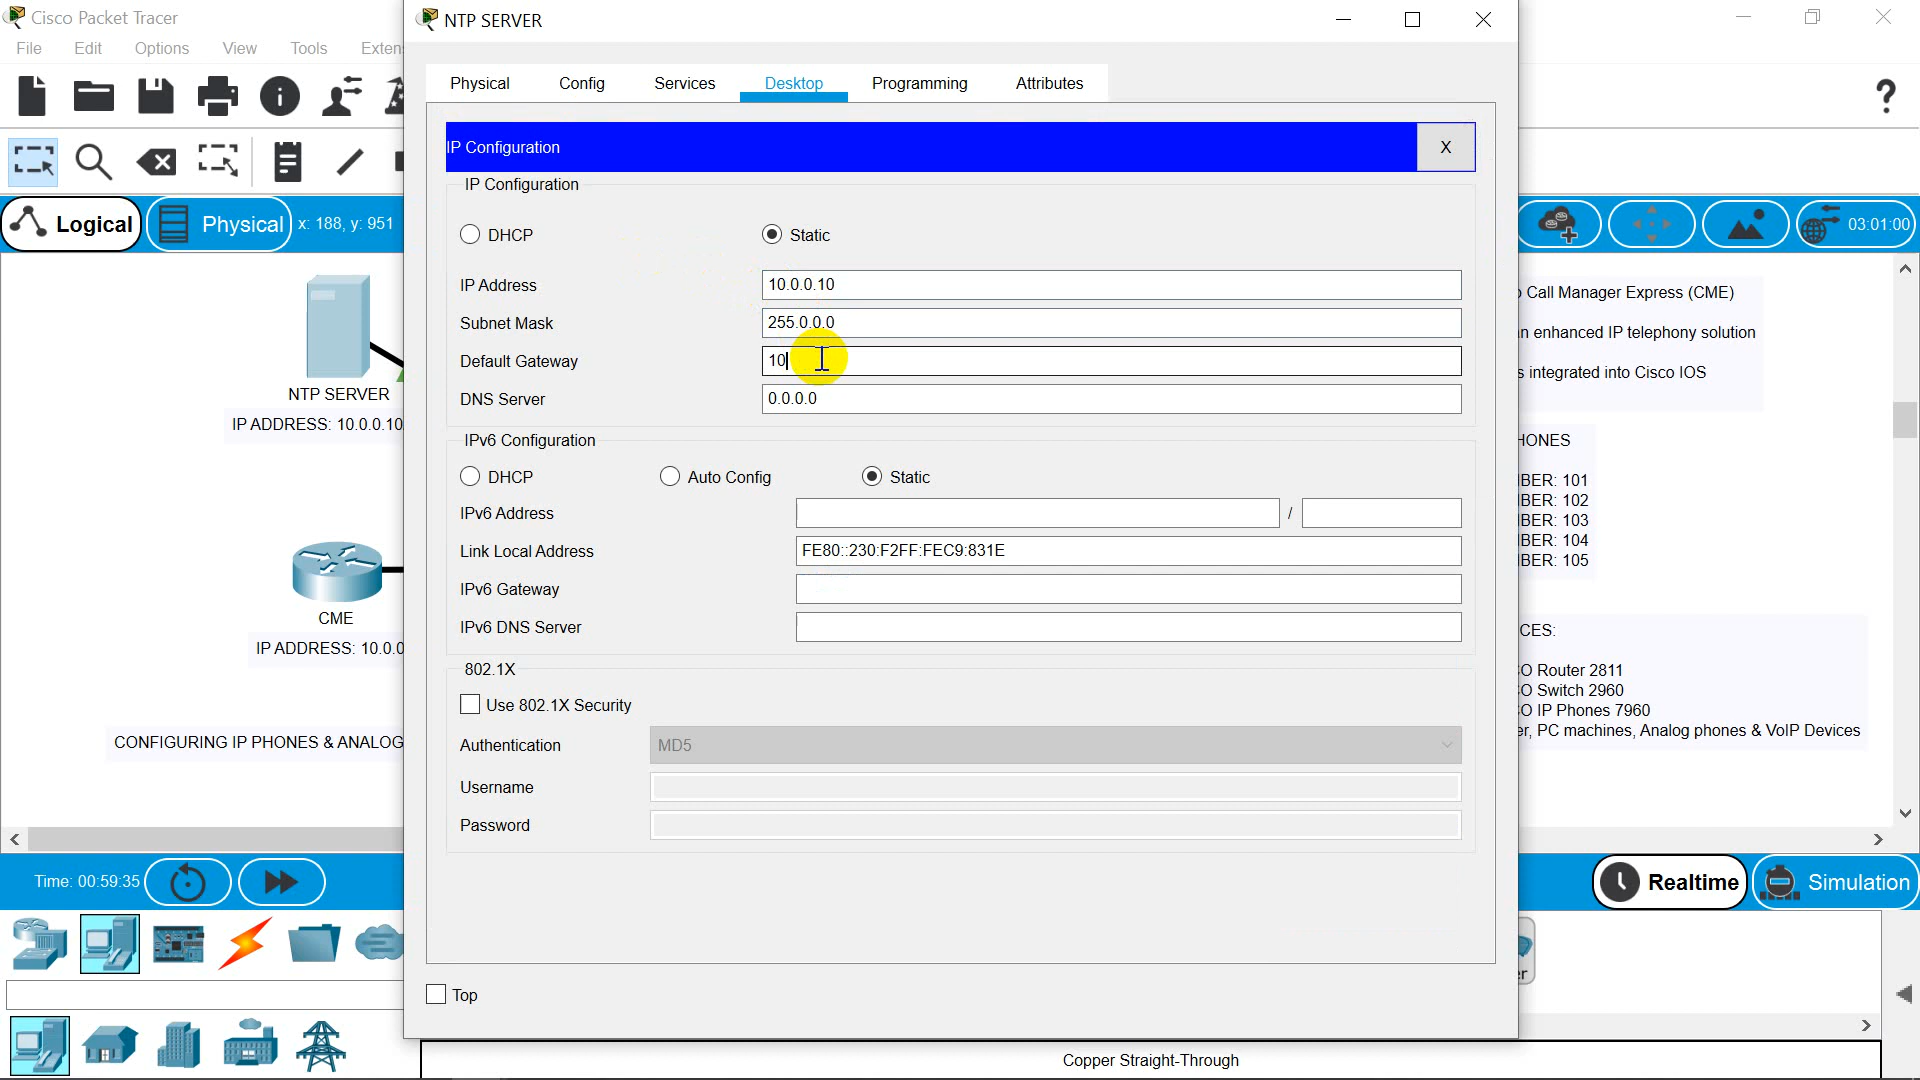 Cisco Packet Tracer
NTP SERVER
File Edit Options View Tools Exten
Physical Config Services Desktop Programming Attributes
?
IP Configuration
X
IP Configuration
Logical
Physical
x: 188, y: 951
03:01:00
DHCP
Static
IP Address
10.0.0.10
Subnet Mask
255.0.0.0
Default Gateway
10
DNS Server
0.0.0.0
IPv6 Configuration
DHCP
Auto Config
Static
IPv6 Address
/
Link Local Address
FE80::230:F2FF:FEC9:831E
IPv6 Gateway
IPv6 DNS Server
802.1X
Use 802.1X Security
Authentication
MD5
Username
Password
Top
NTP SERVER
IP ADDRESS: 10.0.0.10
CME
IP ADDRESS: 10.0.0
CONFIGURING IP PHONES & ANALOG
Call Manager Express (CME)
n enhanced IP telephony solution
s integrated into Cisco IOS
HONES
BER: 101
BER: 102
BER: 103
BER: 104
BER: 105
CES:
O Router 2811
O Switch 2960
O IP Phones 7960
er, PC machines, Analog phones & VoIP Devices
Time: 00:59:35
Realtime
Simulation
er
Copper Straight-Through